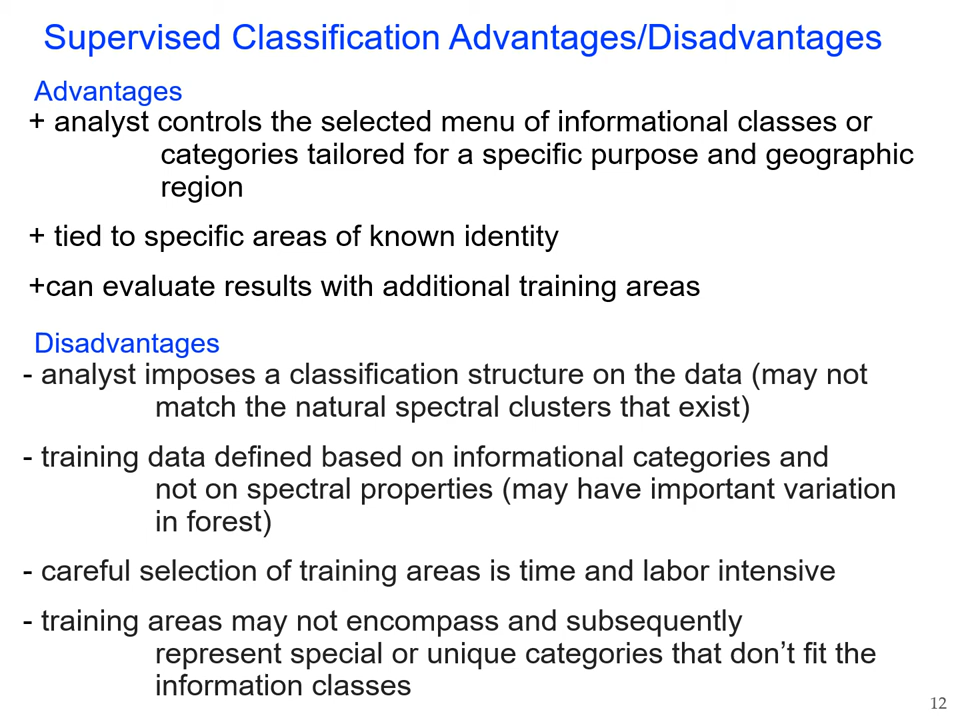 Supervised Classification Advantages/Disadvantages
Advantages
+ analyst controls the selected menu of informational classes or
categories tailored for a specific purpose and geographic
region
+ tied to specific areas of known identity
+can evaluate results with additional training areas
Disadvantages
- analyst imposes a classification structure on the data (may not
match the natural spectral clusters that exist)
- training data defined based on informational categories and
not on spectral properties (may have important variation
in forest)
- careful selection of training areas is time and labor intensive
- training areas may not encompass and subsequently
represent special or unique categories that don’t fit the
information classes
12